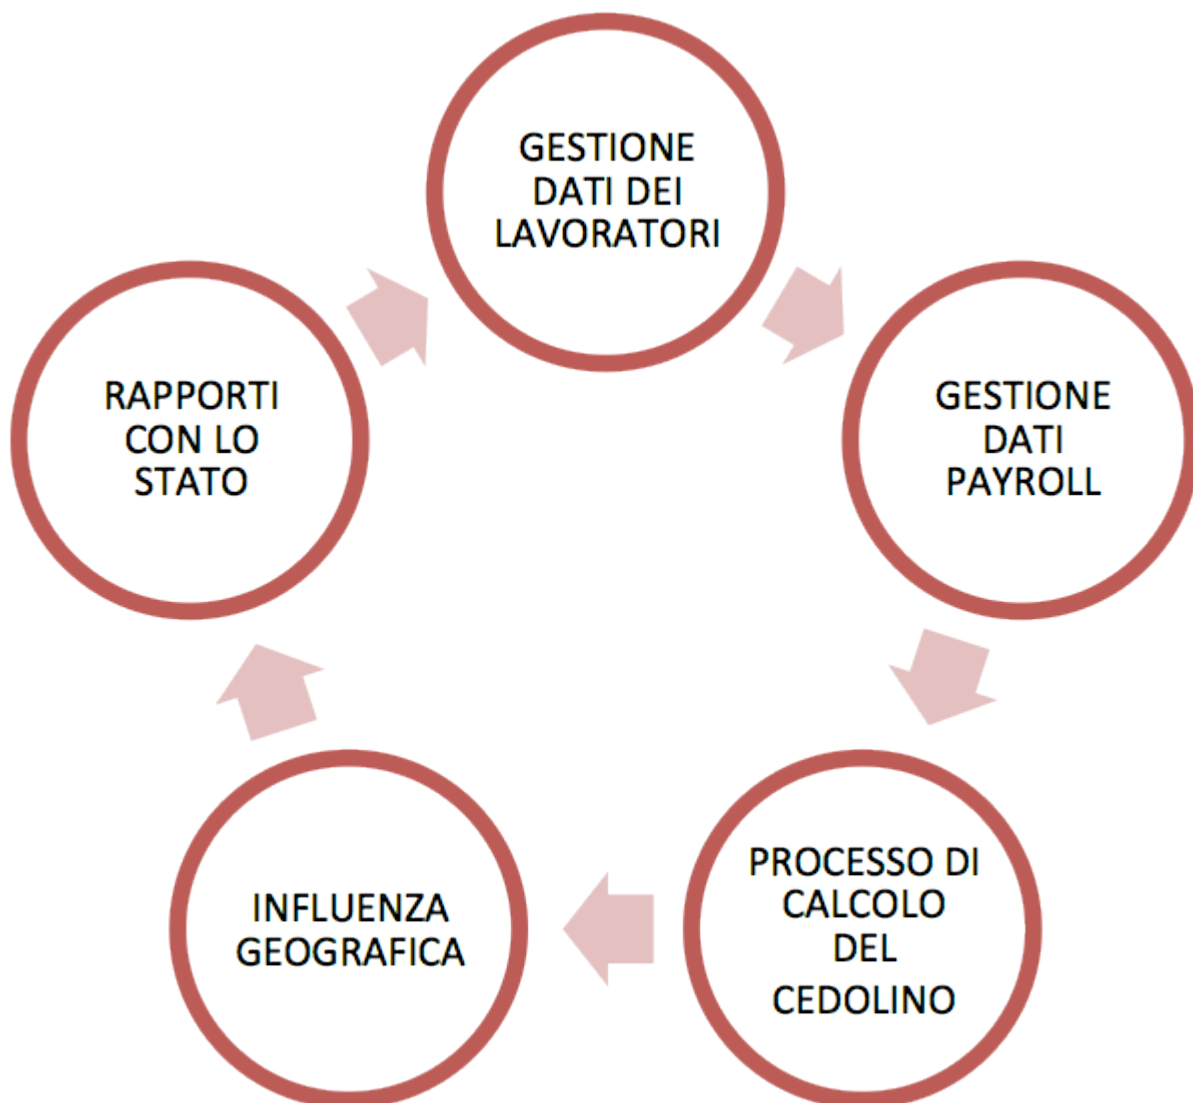 GESTIONE
DATI DEI
LAVORATORI
GESTIONE
DATI
PAYROLL
PROCESSO DI
CALCOLO
DEL
CEDOLINO
INFLUENZA
GEOGRAFICA
RAPPORTI
CON LO
STATO